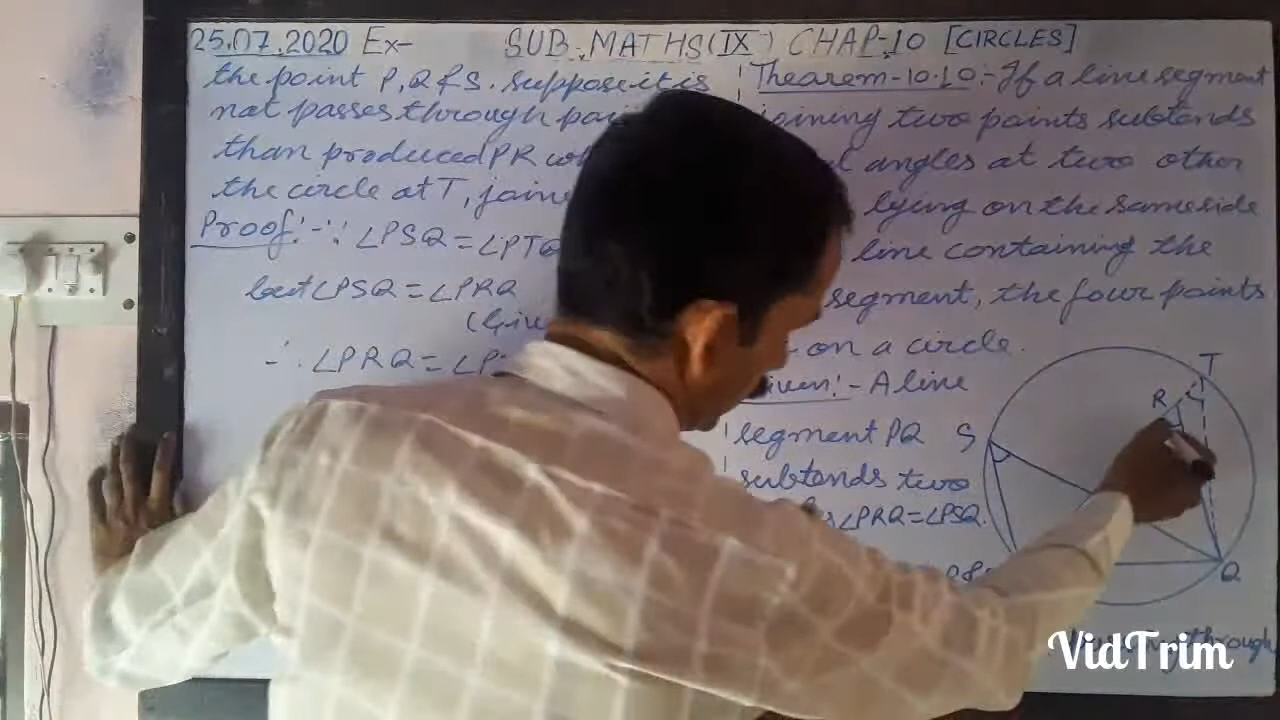 25.07.2020 Ex- SUB-MATHS(IX) CHAP-10 [CIRCLES]
the point P, Q & S. suppose it is
not passes through
than produced PR
the circle at T,
Proof:- ∵ ∠PSQ = ∠PTQ
but ∠PSQ = ∠PRQ
∴ ∠PRQ =
Theorem-10.10:- If a line segment
joining two points subtends
angles at two other
lying on the same side
line containing the
segment, the four points
on a circle.
Given:- A line
segment PQ
subtends two
∠PRQ = ∠PSQ.
T
R
S
Q
through
VidTrim